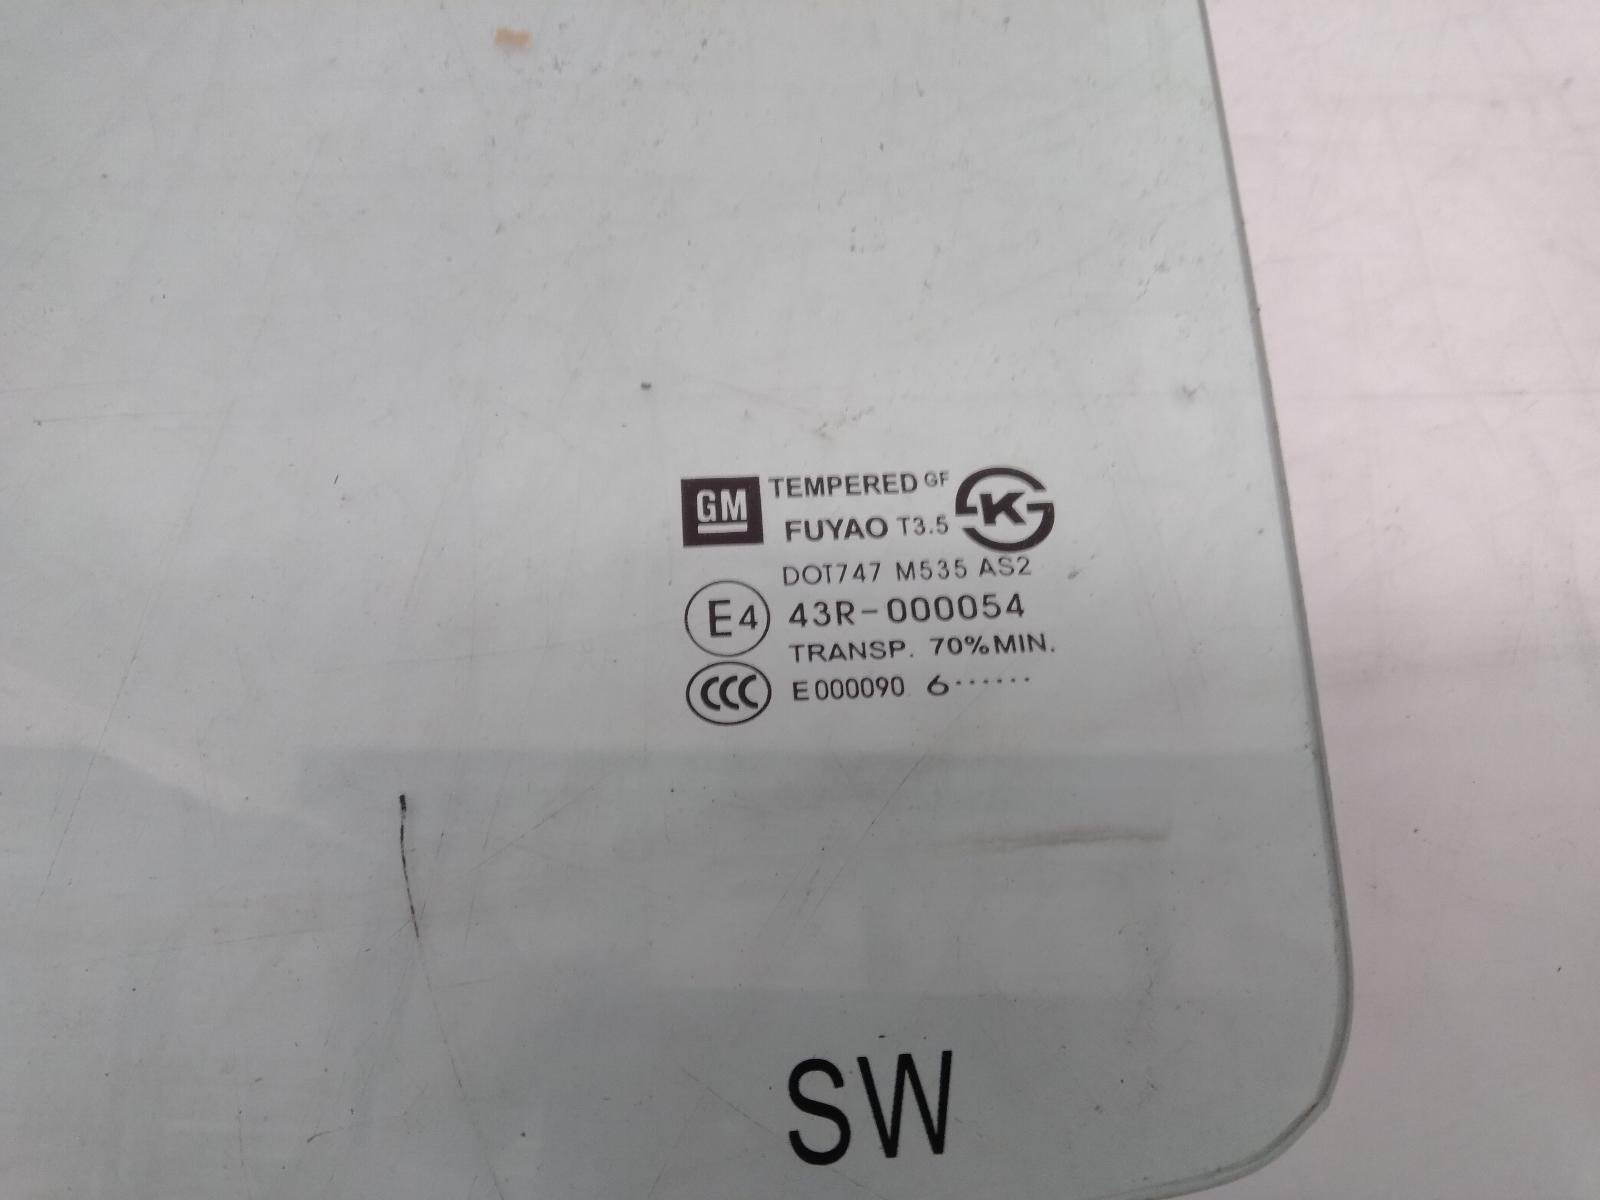 GM TEMPERED GF
FUYAO T3.5 KS
DOT747 M535 AS2
E4 43R-000054
TRANSP. 70%MIN.
CCC E000090 6······
SW